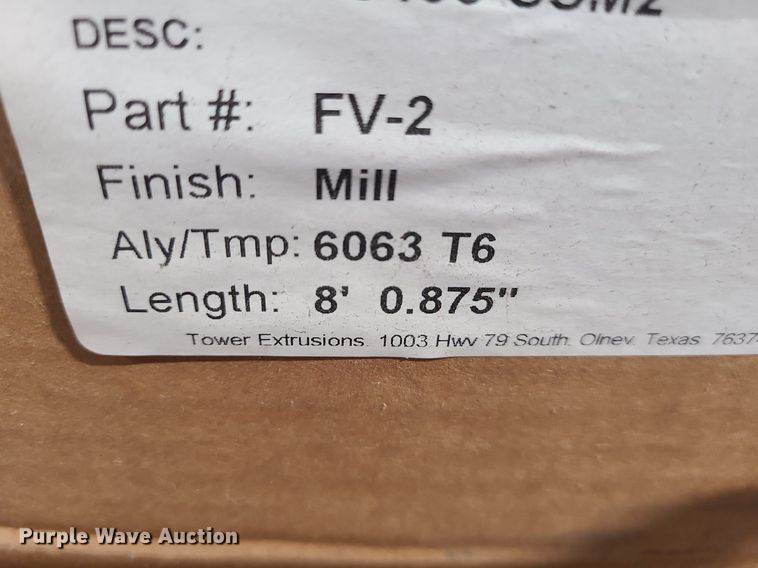 DESC:
Part #: FV-2
Finish: Mill
Aly/Tmp: 6063 T6
Length: 8' 0.875"
Tower Extrusions, 1003 Hwy 79 South, Olney, Texas 7637
Purple Wave Auction